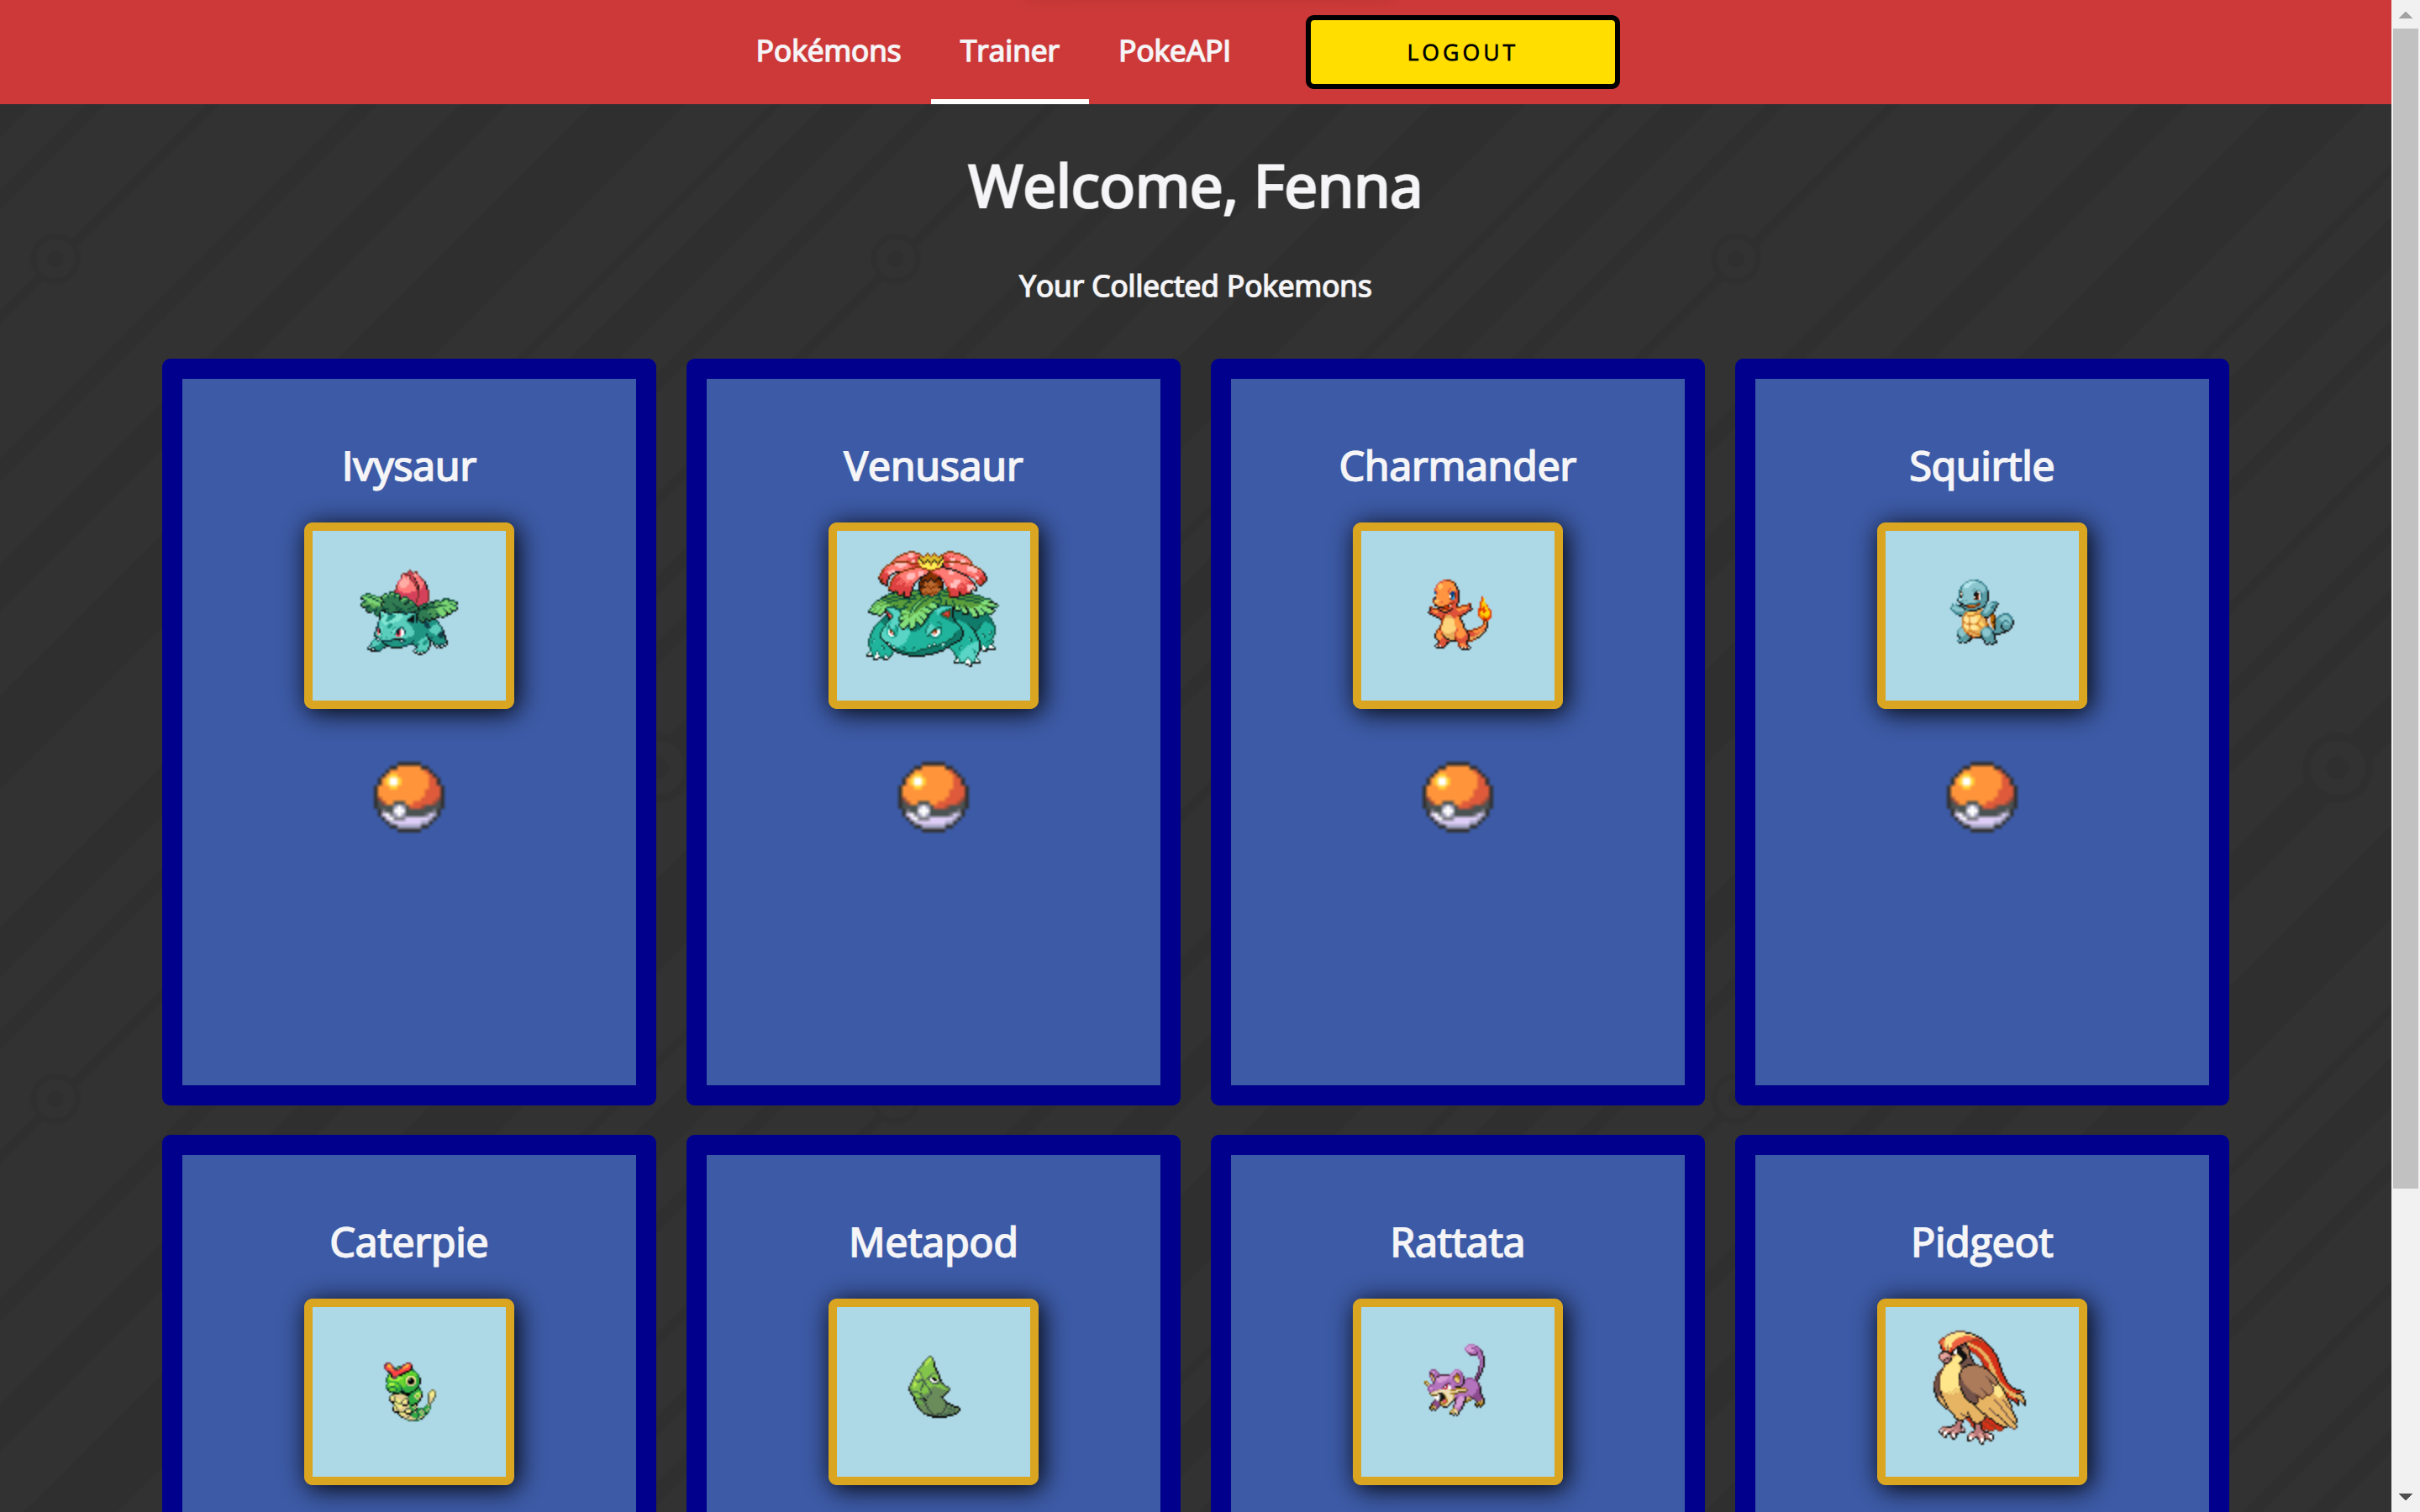 Pokémons Trainer PokeAPI LOGOUT
Welcome, Fenna
Your Collected Pokemons
Ivysaur Venusaur Charmander Squirtle
Caterpie Metapod Rattata Pidgeot